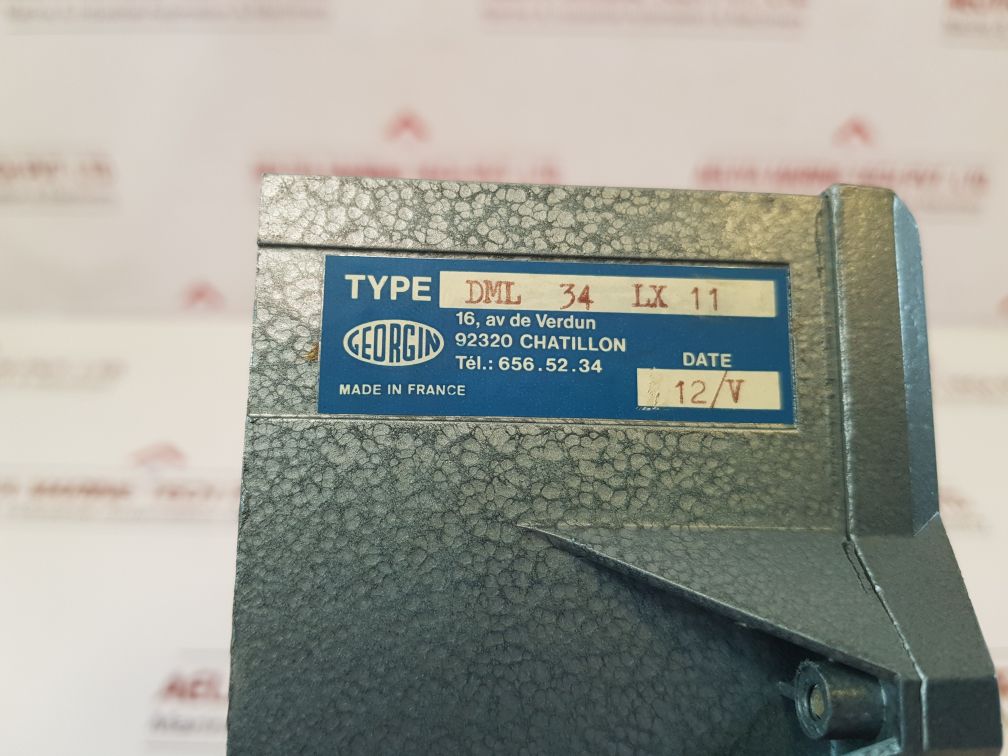 TYPE DML 34 LX 11
GEORGIN
16, av de Verdun
92320 CHATILLON
Tél.: 656.52.34
DATE
12/V
MADE IN FRANCE